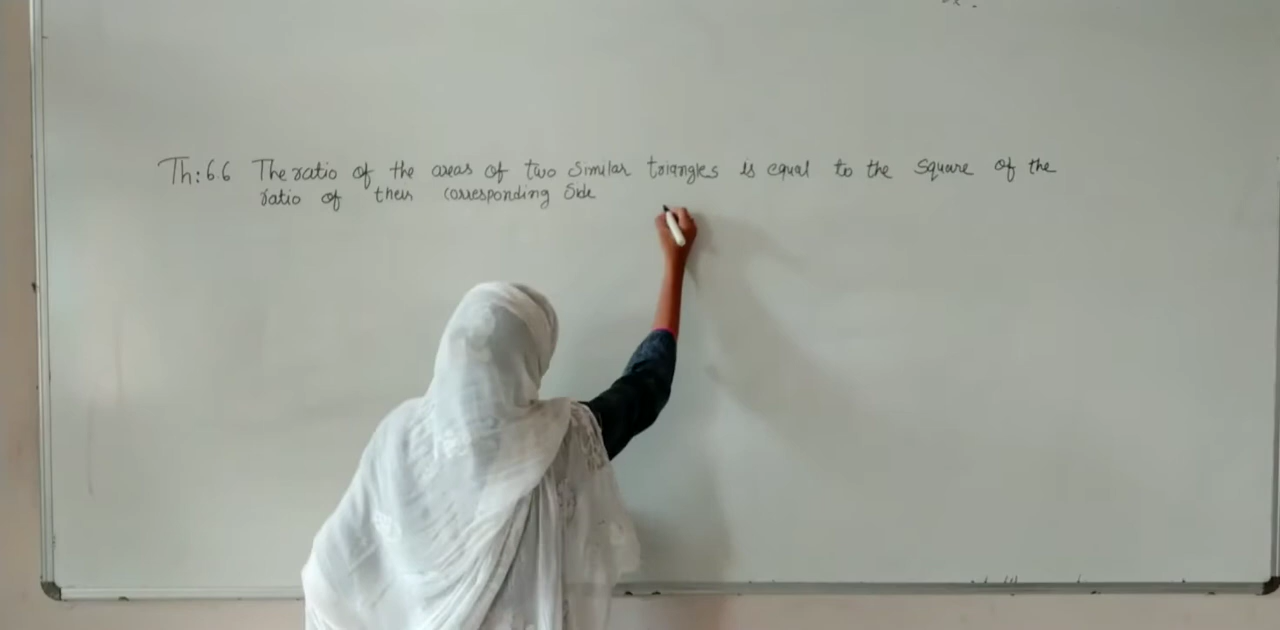 Th: 6.6 The ratio of the areas of two similar triangles is equal to the square of the
ratio of their corresponding Side